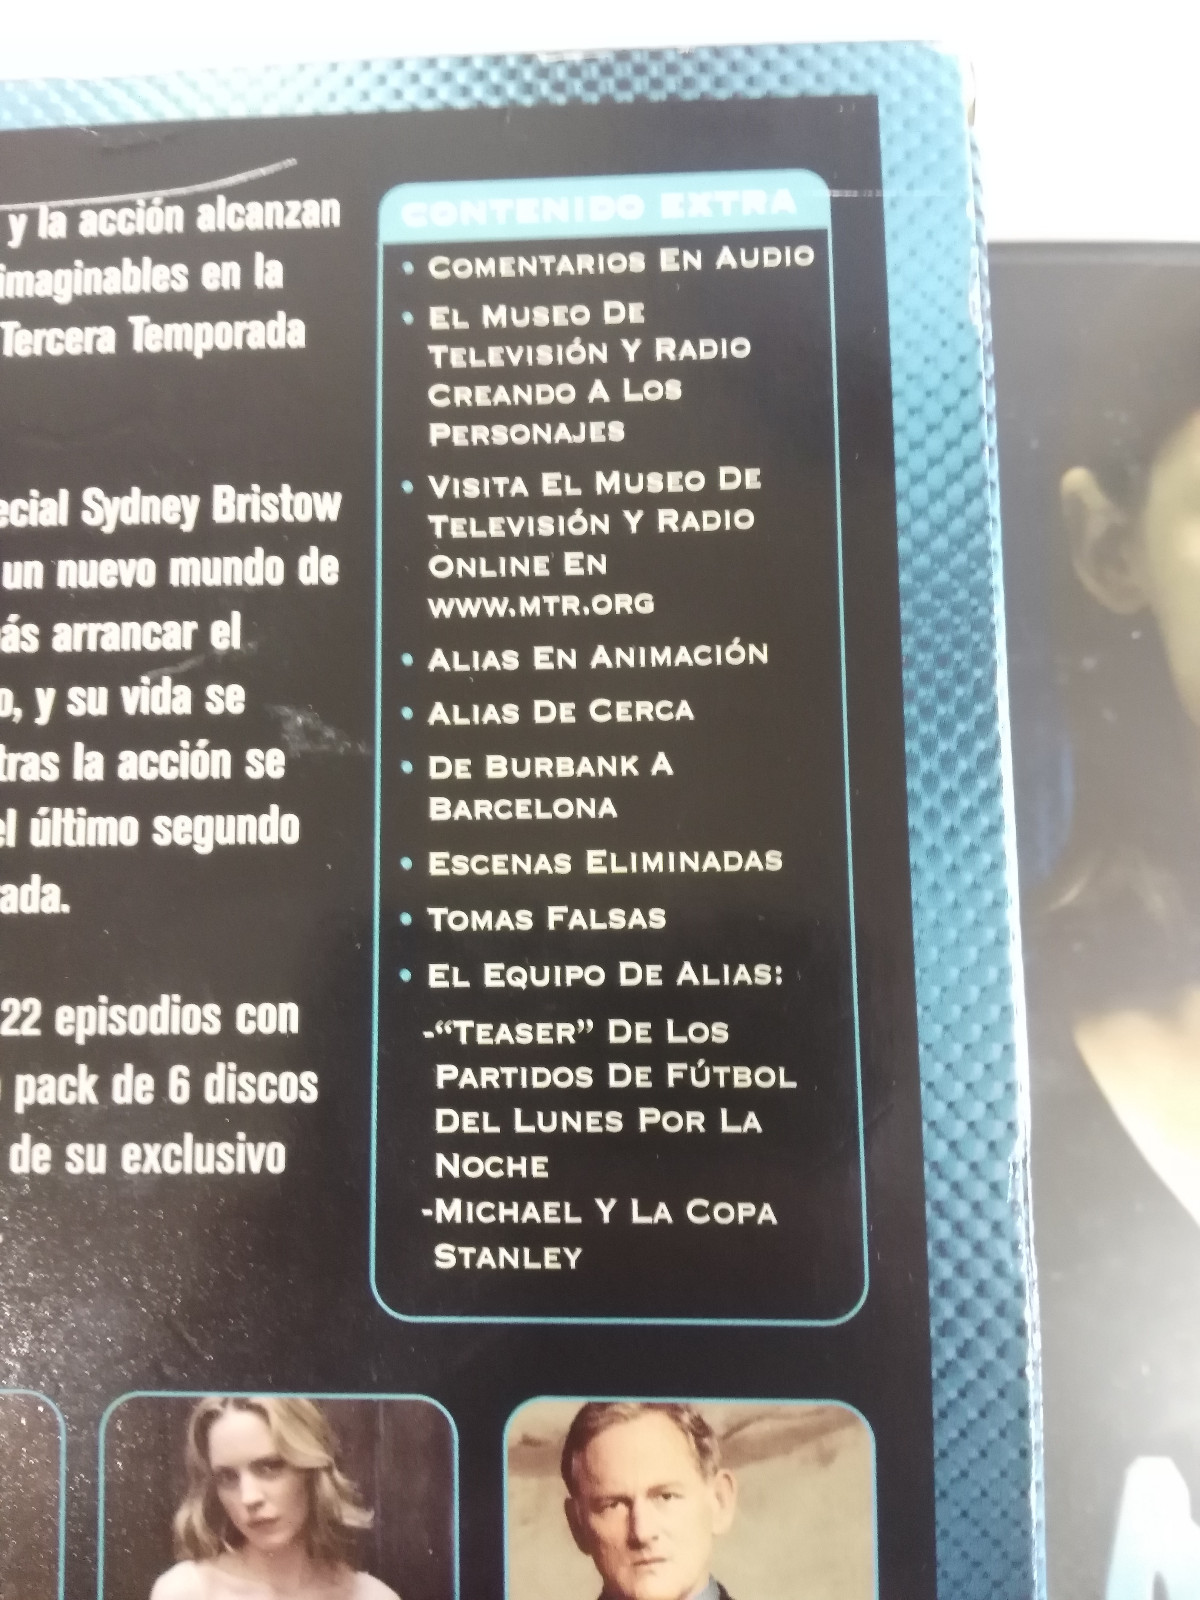 y la acción alcanzan
imaginables en la
Tercera Temporada
ecial Sydney Bristow
un nuevo mundo de
ás arrancar el
o, y su vida se
tras la acción se
el último segundo
ada.
22 episodios con
pack de 6 discos
de su exclusivo
CONTENIDO EXTRA
• COMENTARIOS EN AUDIO
• EL MUSEO DE
TELEVISIÓN Y RADIO
CREANDO A LOS
PERSONAJES
• VISITA EL MUSEO DE
TELEVISIÓN Y RADIO
ONLINE EN
WWW.MTR.ORG
• ALIAS EN ANIMACIÓN
• ALIAS DE CERCA
• DE BURBANK A
BARCELONA
• ESCENAS ELIMINADAS
• TOMAS FALSAS
• EL EQUIPO DE ALIAS:
-“TEASER” DE LOS
PARTIDOS DE FÚTBOL
DEL LUNES POR LA
NOCHE
-MICHAEL Y LA COPA
STANLEY